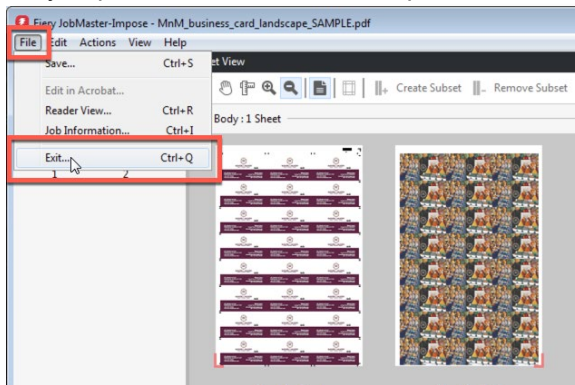 Fiery JobMaster-Impose - MnM_business_card_landscape_SAMPLE.pdf
File Edit Actions View Help
Save... Ctrl+S
Edit in Acrobat...
Reader View... Ctrl+R
Job Information... Ctrl+I
Exit... Ctrl+Q
1 2
et View
Create Subset Remove Subset
Body : 1 Sheet